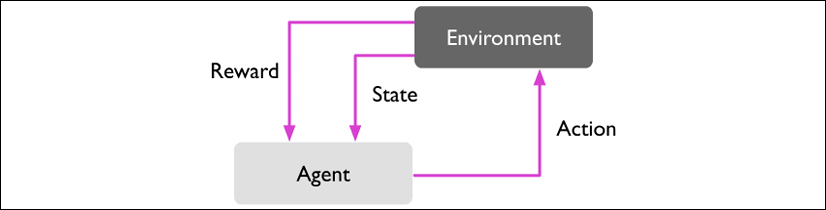 Environment
Reward
State
Action
Agent